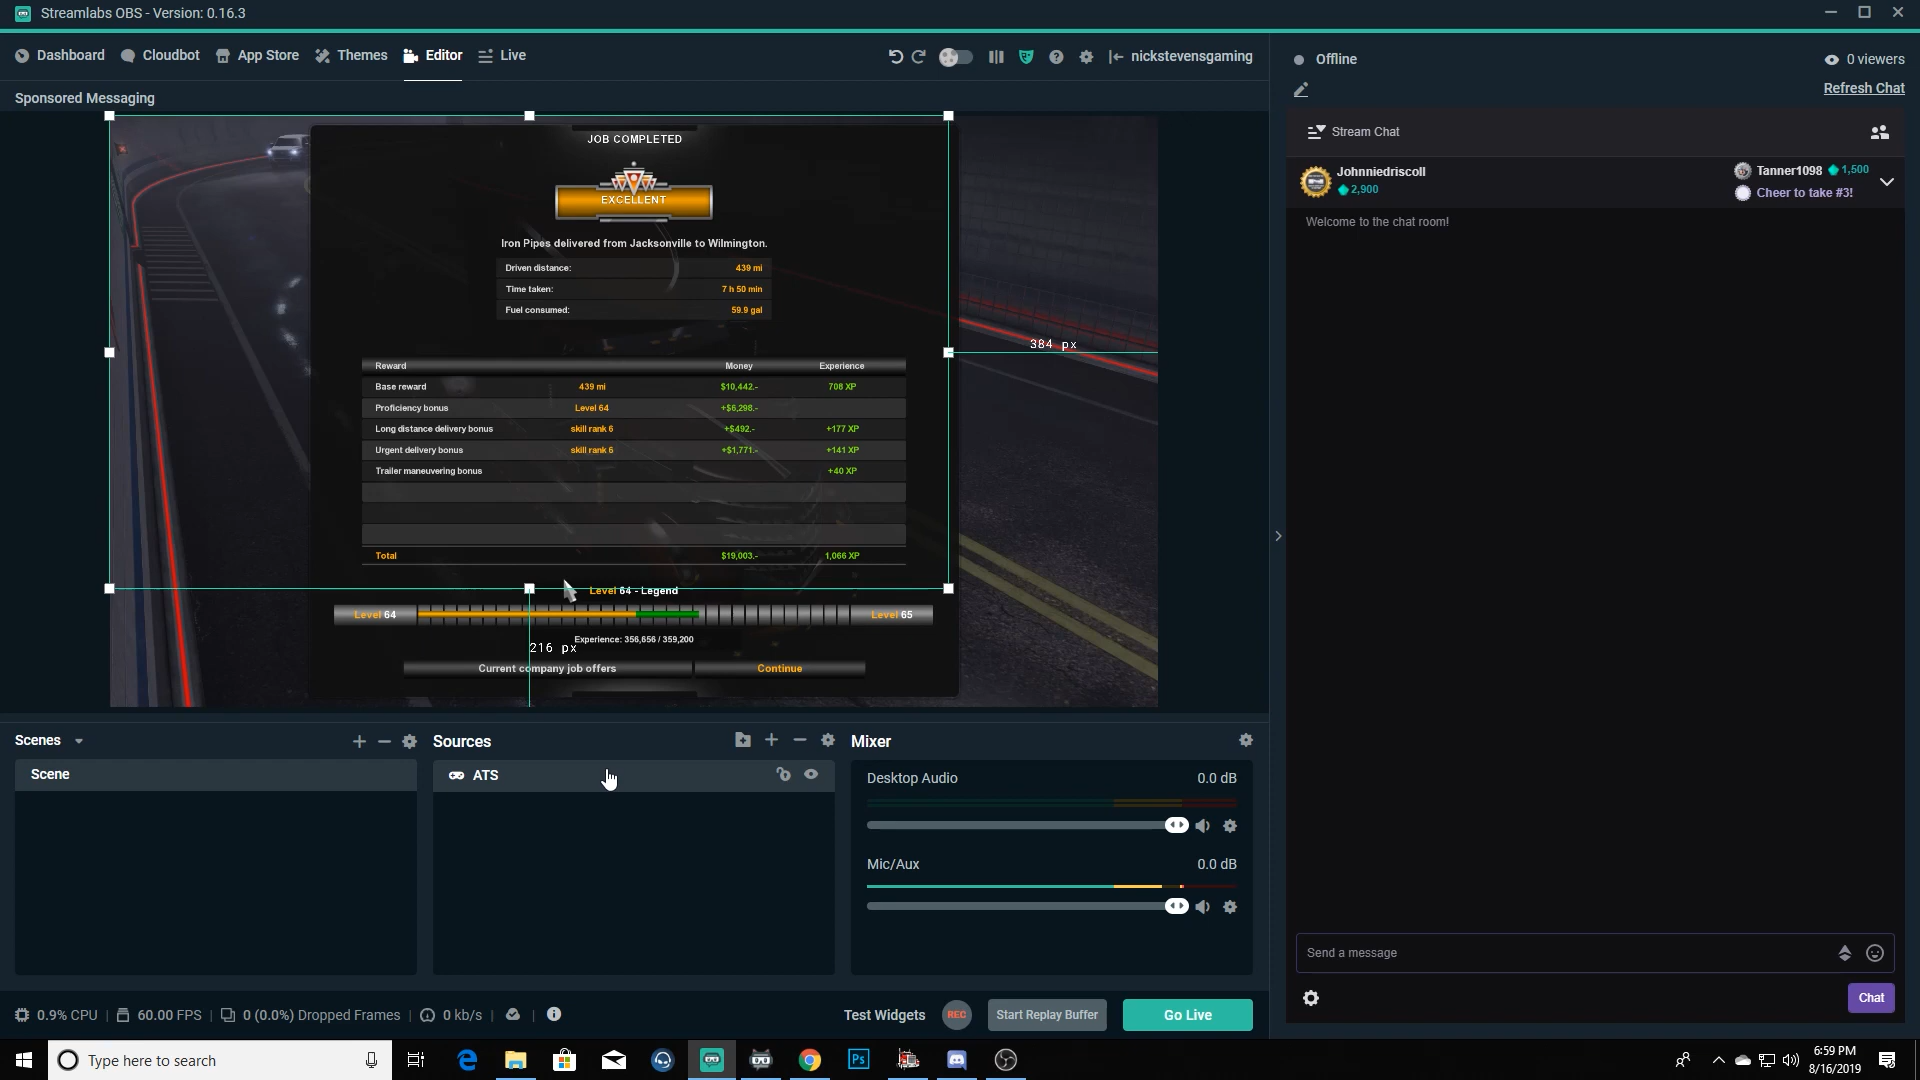 Streamlabs OBS - Version: 0.16.3
Dashboard Cloudbot App Store Themes Editor Live nickstevensgaming
Sponsored Messaging
JOB COMPLETED
EXCELLENT
Iron Pipes delivered from Jacksonville to Wilmington.
Driven distance: 439 mi
Time taken: 7 h 50 min
Fuel consumed: 59.9 gal
384 px
Reward Money Experience
Base reward 439 mi $10,442.- 708 XP
Proficiency bonus Level 64 +$6,298.-
Long distance delivery bonus skill rank 6 +$492.- +177 XP
Urgent delivery bonus skill rank 6 +$1,771.- +141 XP
Trailer maneuvering bonus +40 XP
Total $19,003.- 1,066 XP
Level 64 - Legend
Level 64 Level 65
Experience: 356,656 / 359,200
216 px
Current company job offers Continue
Scenes
Scene
Sources
ATS
Mixer
Desktop Audio 0.0 dB
Mic/Aux 0.0 dB
0.9% CPU 60.00 FPS 0 (0.0%) Dropped Frames 0 kb/s
Test Widgets REC Start Replay Buffer Go Live
Offline 0 viewers
Refresh Chat
Stream Chat
Johnniedriscoll
2,900
Tanner1098 1,500
Cheer to take #3!
Welcome to the chat room!
Send a message
Chat
Type here to search
Ps
6:59 PM
8/16/2019